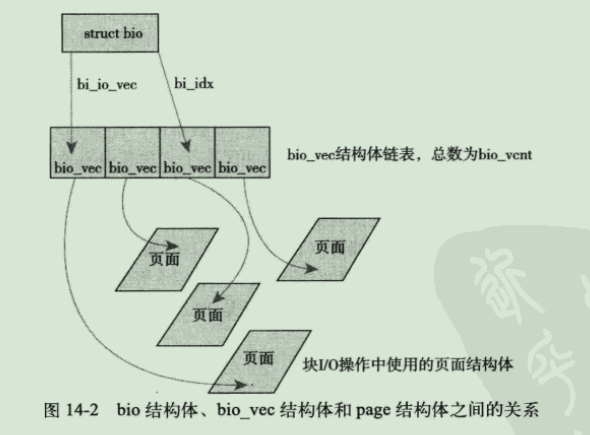 struct bio
bi_io_vec
bi_idx
bio_vec bio_vec bio_vec bio_vec
bio_vec结构体链表，总数为bio_vcnt
页面
页面
页面
页面
块I/O操作中使用的页面结构体
图 14-2 bio 结构体、bio_vec 结构体和 page 结构体之间的关系